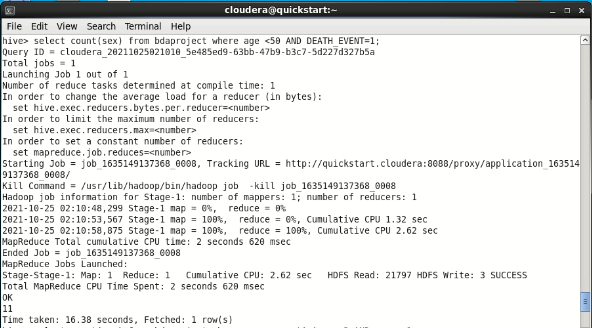 cloudera@quickstart:~
File Edit View Search Terminal Help
hive> select count(sex) from bdaproject where age <50 AND DEATH_EVENT=1;
Query ID = cloudera_20211025021010_5e485ed9-63bb-47b9-b3c7-5d227d327b5a
Total jobs = 1
Launching Job 1 out of 1
Number of reduce tasks determined at compile time: 1
In order to change the average load for a reducer (in bytes):
  set hive.exec.reducers.bytes.per.reducer=<number>
In order to limit the maximum number of reducers:
  set hive.exec.reducers.max=<number>
In order to set a constant number of reducers:
  set mapreduce.job.reduces=<number>
Starting Job = job_1635149137368_0008, Tracking URL = http://quickstart.cloudera:8088/proxy/application_163514
9137368_0008/
Kill Command = /usr/lib/hadoop/bin/hadoop job  -kill job_1635149137368_0008
Hadoop job information for Stage-1: number of mappers: 1; number of reducers: 1
2021-10-25 02:10:48,299 Stage-1 map = 0%,  reduce = 0%
2021-10-25 02:10:53,567 Stage-1 map = 100%,  reduce = 0%, Cumulative CPU 1.32 sec
2021-10-25 02:10:58,875 Stage-1 map = 100%,  reduce = 100%, Cumulative CPU 2.62 sec
MapReduce Total cumulative CPU time: 2 seconds 620 msec
Ended Job = job_1635149137368_0008
MapReduce Jobs Launched:
Stage-Stage-1: Map: 1  Reduce: 1   Cumulative CPU: 2.62 sec   HDFS Read: 21797 HDFS Write: 3 SUCCESS
Total MapReduce CPU Time Spent: 2 seconds 620 msec
OK
11
Time taken: 16.38 seconds, Fetched: 1 row(s)